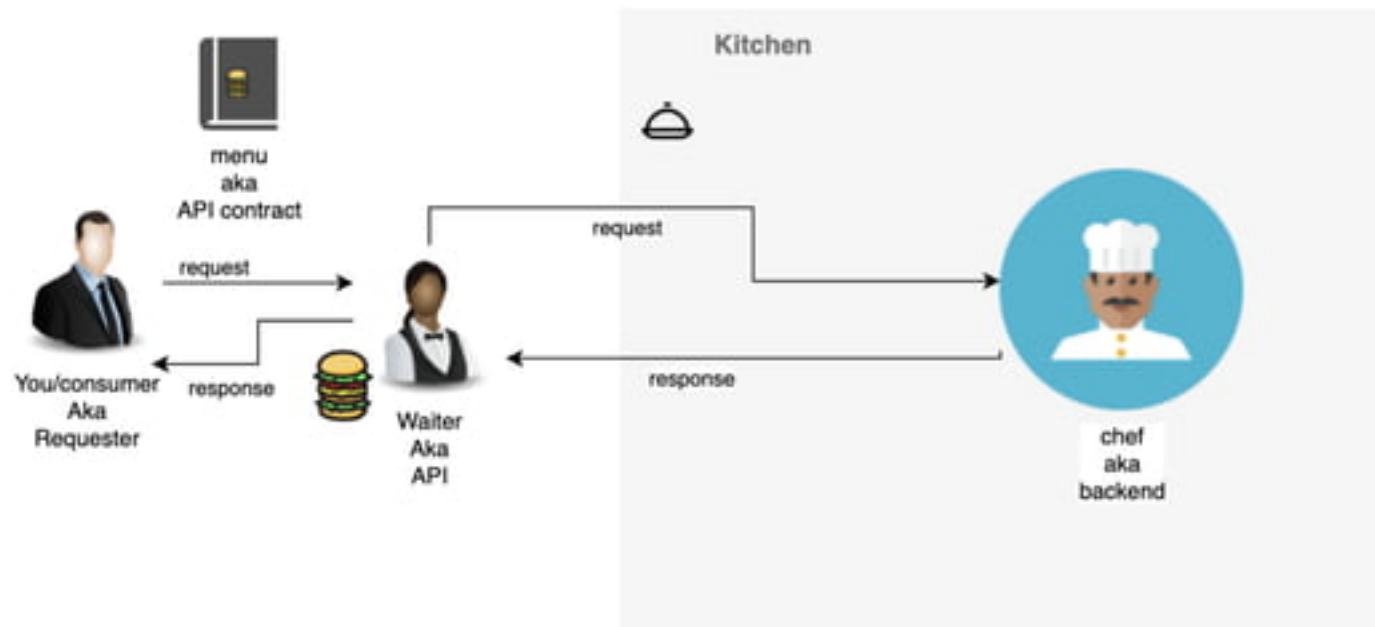 Kitchen
menu
aka
API contract
request
request
response
response
You/consumer
Aka
Requester
Waiter
Aka
API
chef
aka
backend